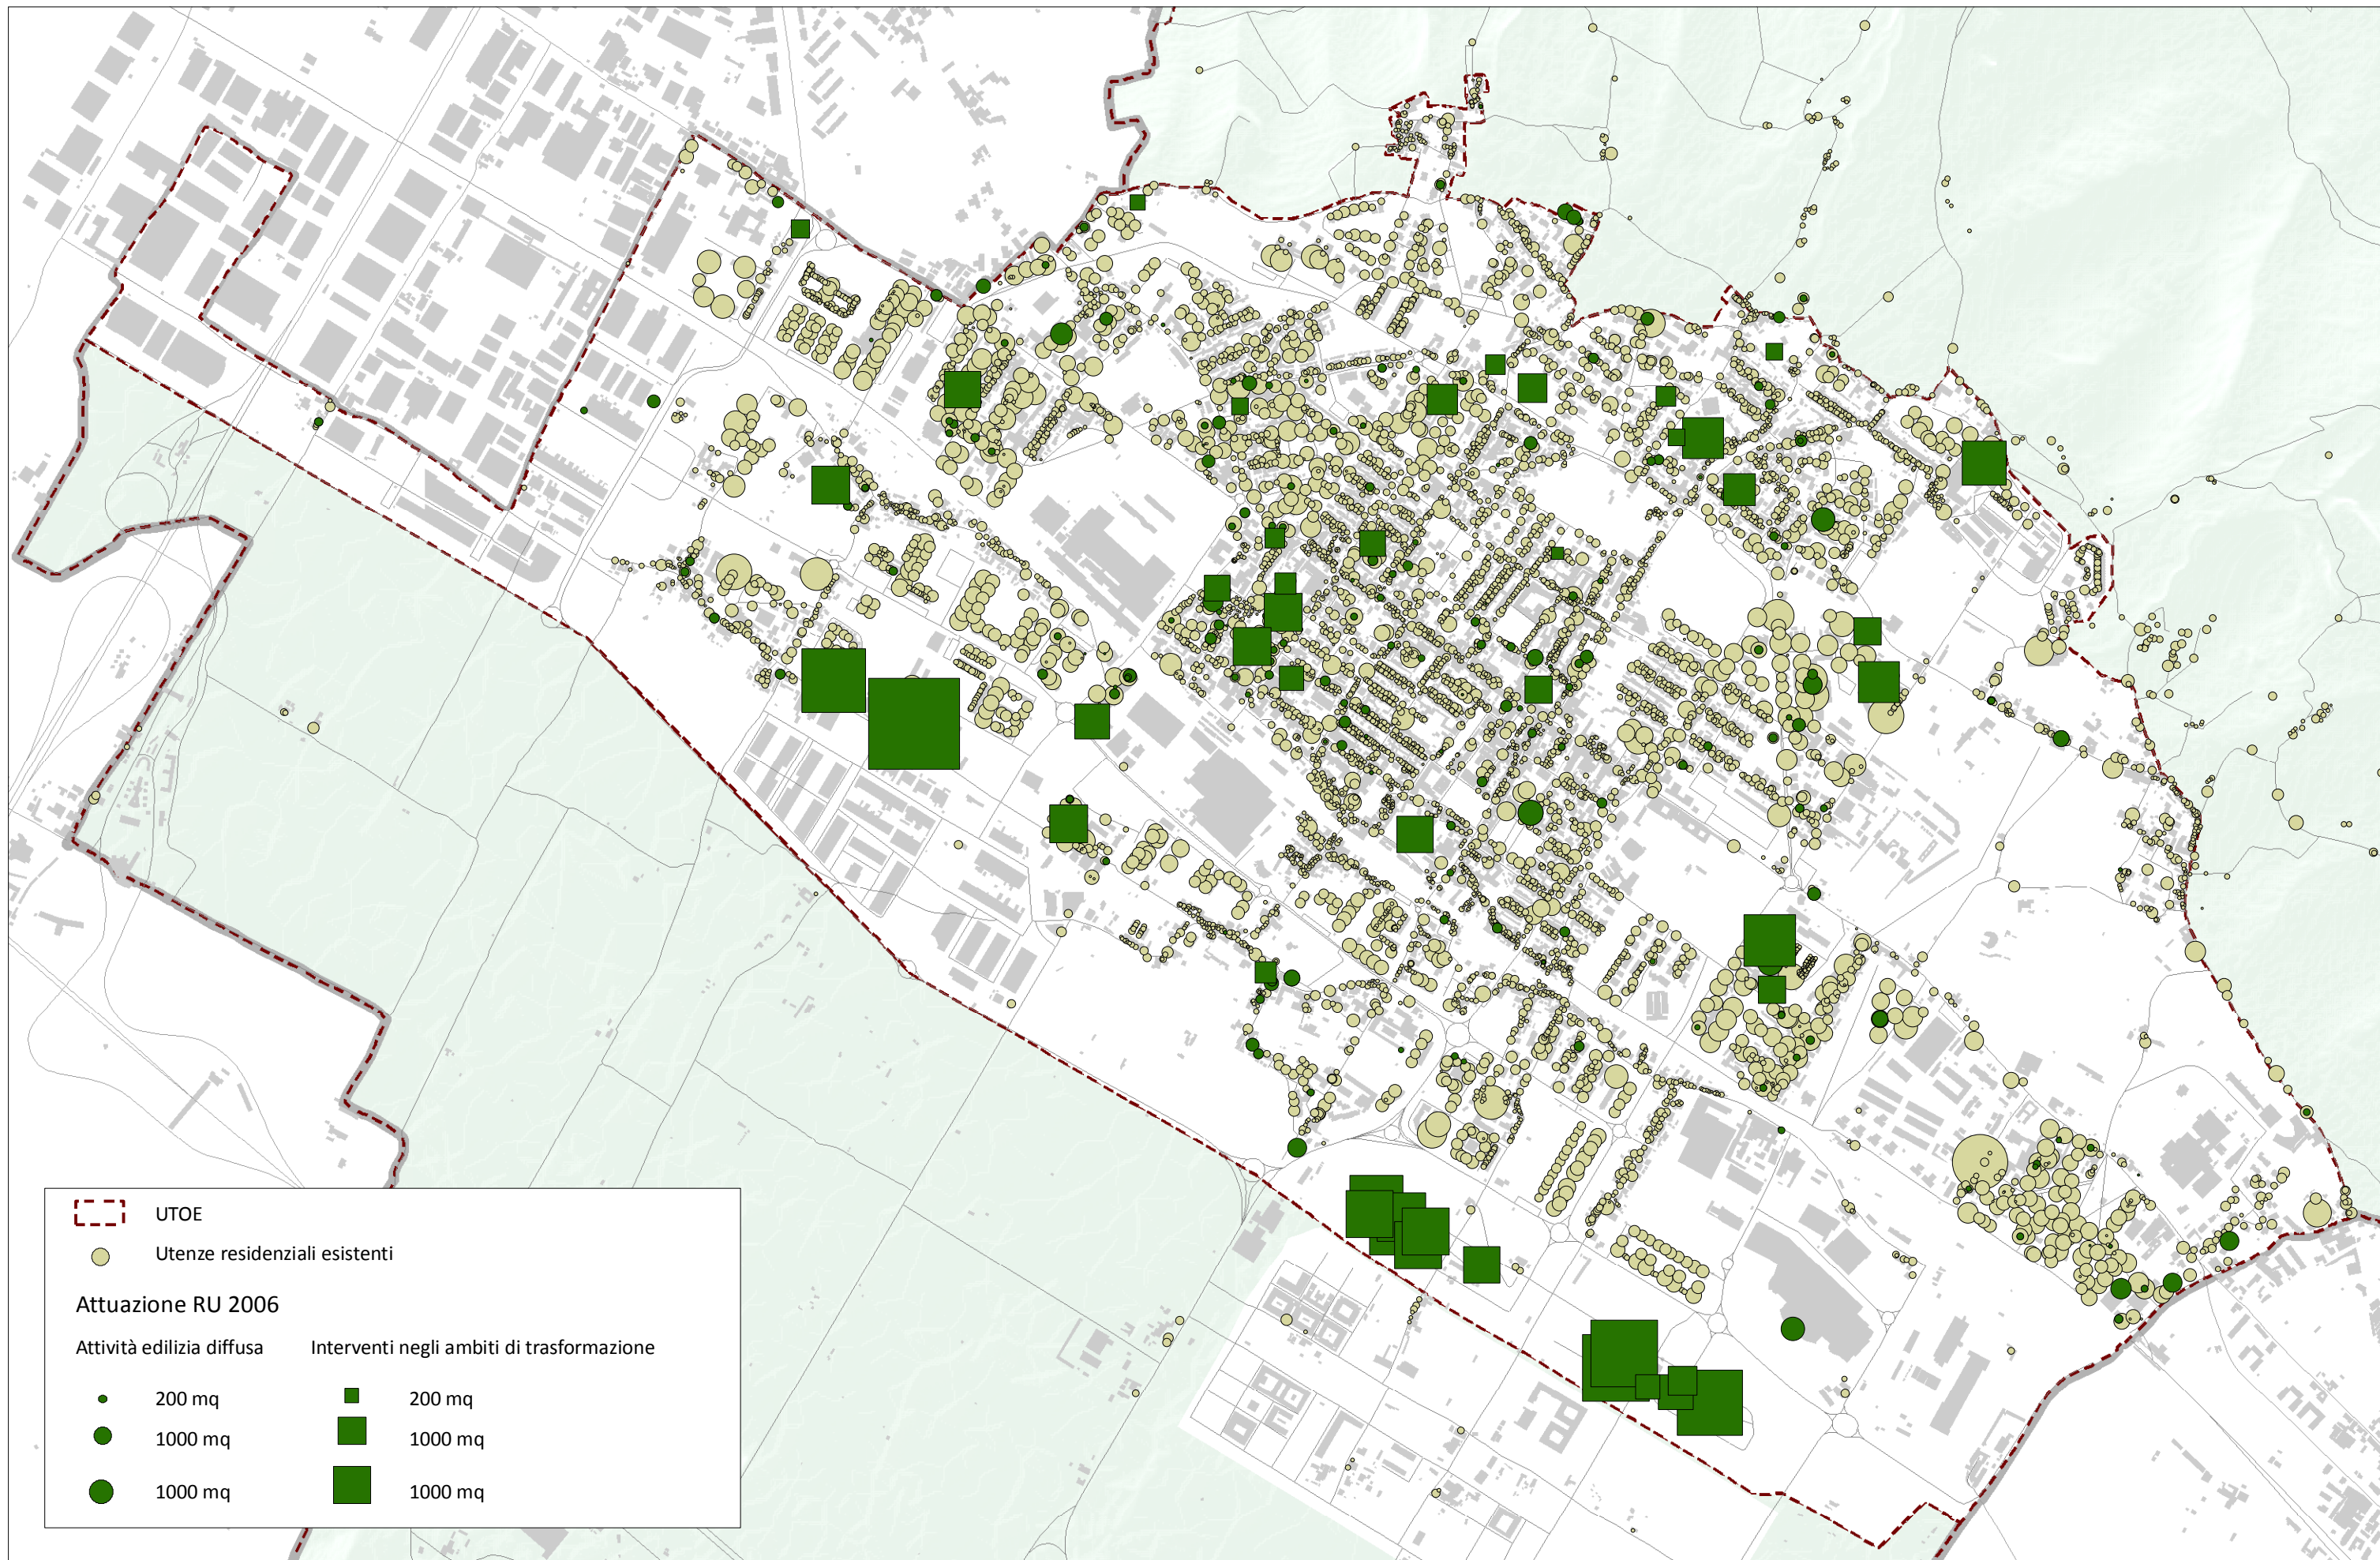 UTOE
Utenze residenziali esistenti
Attuazione RU 2006
Attività edilizia diffusa Interventi negli ambiti di trasformazione
200 mq 200 mq
1000 mq 1000 mq
1000 mq 1000 mq